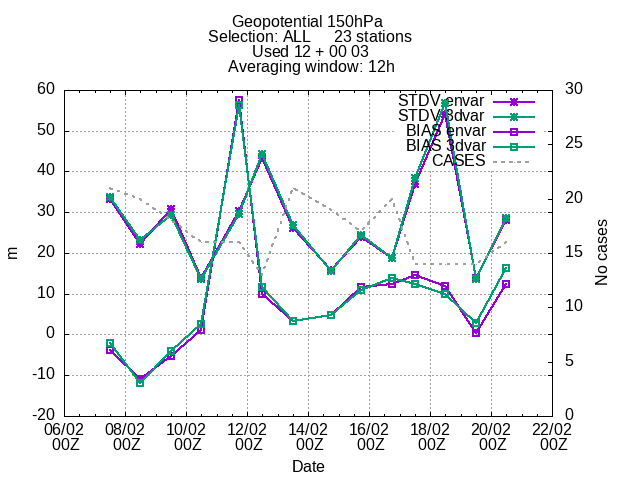 Geopotential 150hPa
Selection: ALL 23 stations
Used 12 + 00 03
Averaging window: 12h
STDV envar
STDV 3dvar
BIAS envar
BIAS 3dvar
CASES
60
50
40
30
20
10
0
-10
-20
m
30
25
20
15
10
5
0
No cases
06/02 08/02 10/02 12/02 14/02 16/02 18/02 20/02 22/02
00Z 00Z 00Z 00Z 00Z 00Z 00Z 00Z 00Z
Date